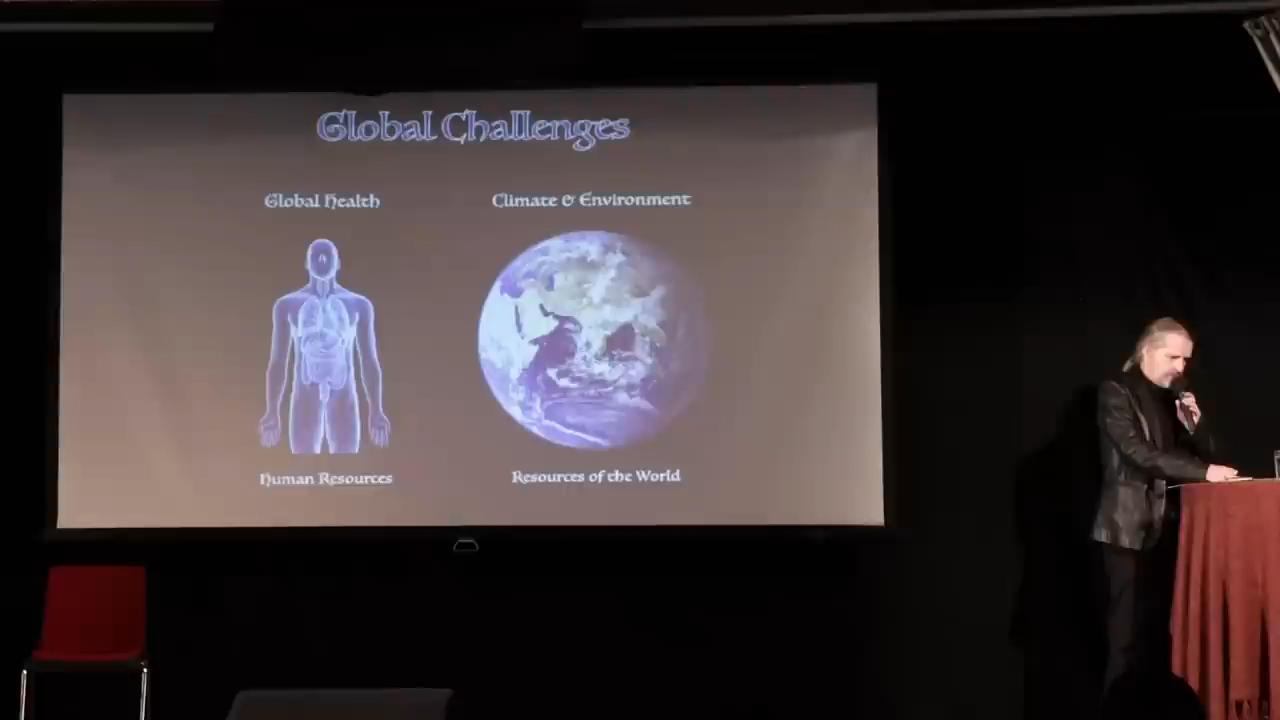 Global Challenges
Global Health
Climate & Environment
Human Resources
Resources of the World